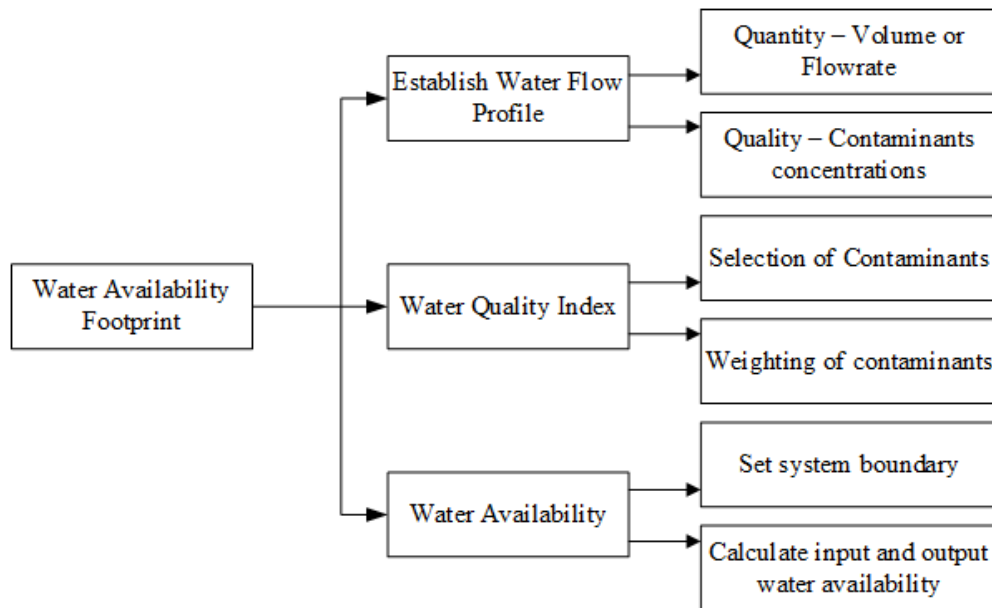 Quantity – Volume or
Flowrate
Establish Water Flow
Profile
Quality – Contaminants
concentrations
Selection of Contaminants
Water Availability
Footprint
Water Quality Index
Weighting of contaminants
Set system boundary
Water Availability
Calculate input and output
water availability